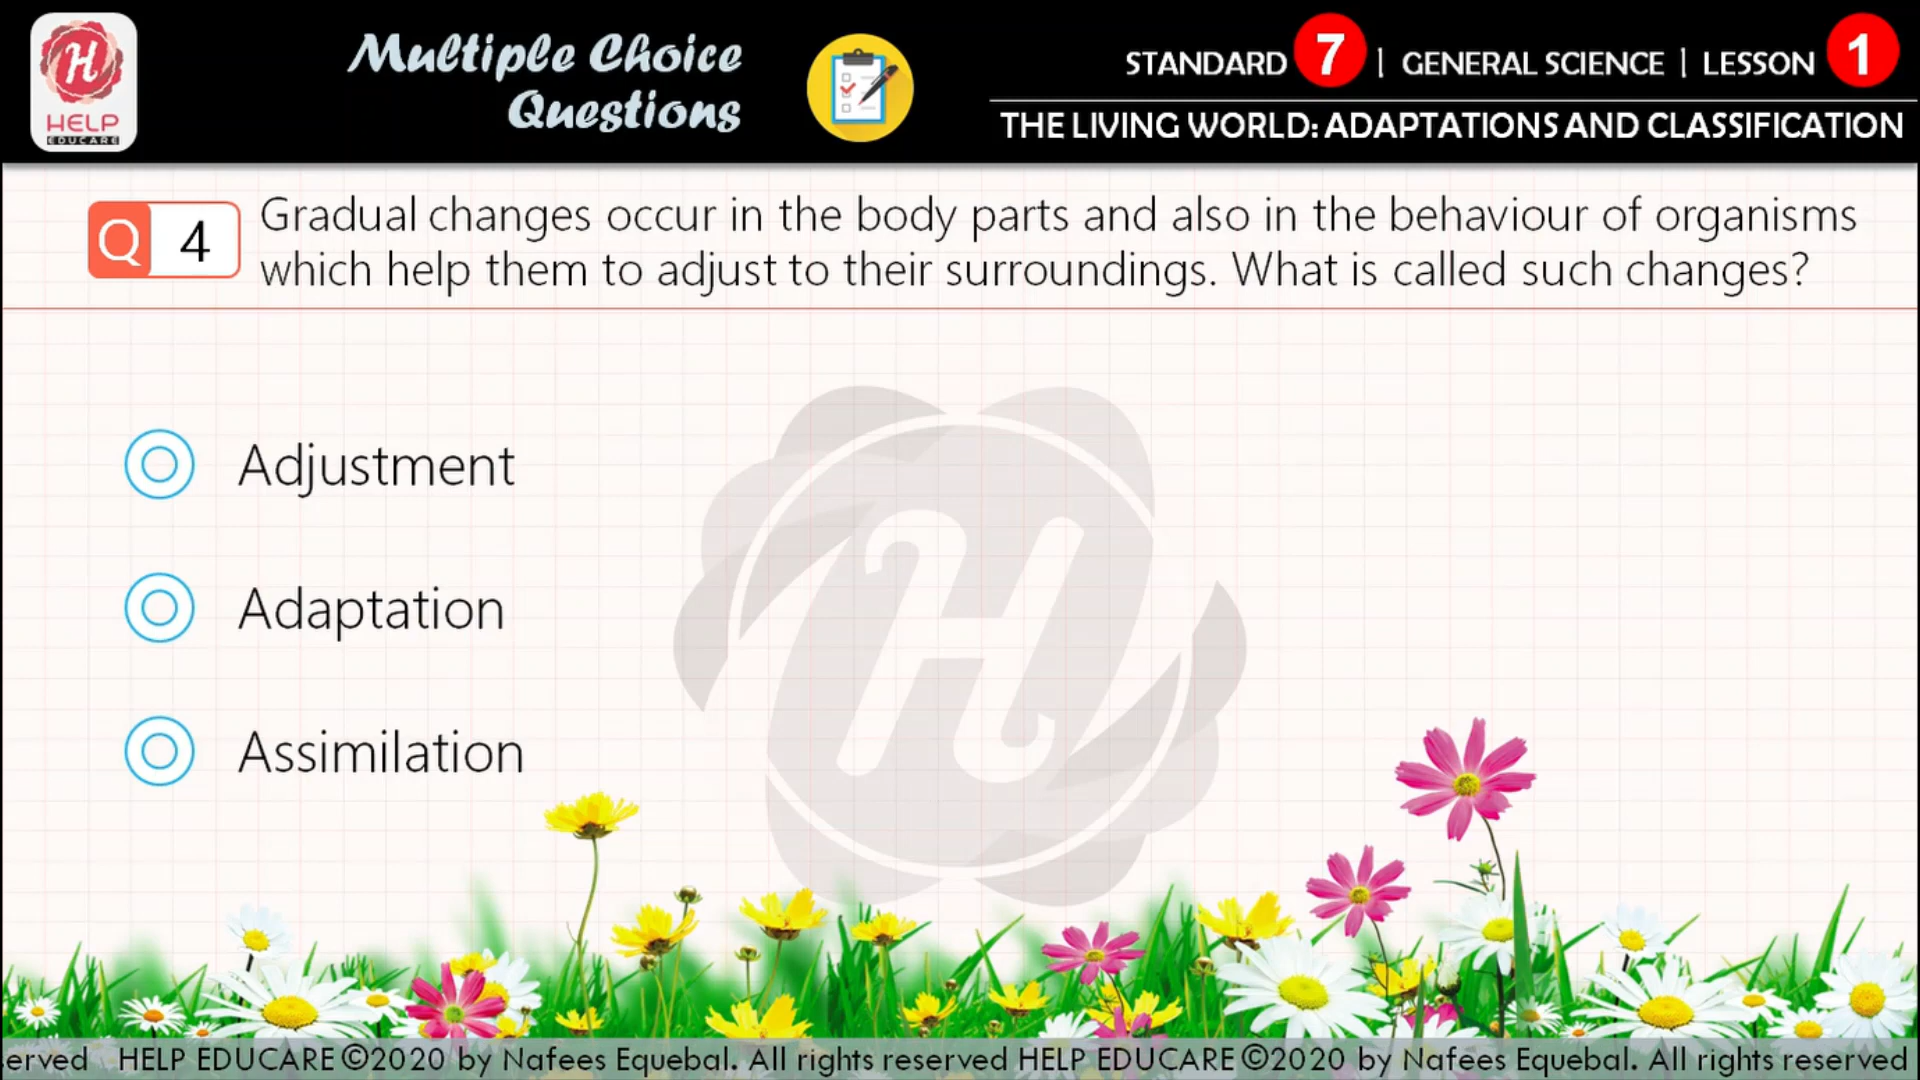 H
HELP
EDUCARE
Multiple Choice
Questions
STANDARD 7 | GENERAL SCIENCE | LESSON 1
THE LIVING WORLD: ADAPTATIONS AND CLASSIFICATION
Q 4
Gradual changes occur in the body parts and also in the behaviour of organisms
which help them to adjust to their surroundings. What is called such changes?
Adjustment
Adaptation
Assimilation
H
erved HELP EDUCARE ©2020 by Nafees Equebal. All rights reserved HELP EDUCARE ©2020 by Nafees Equebal. All rights reserved